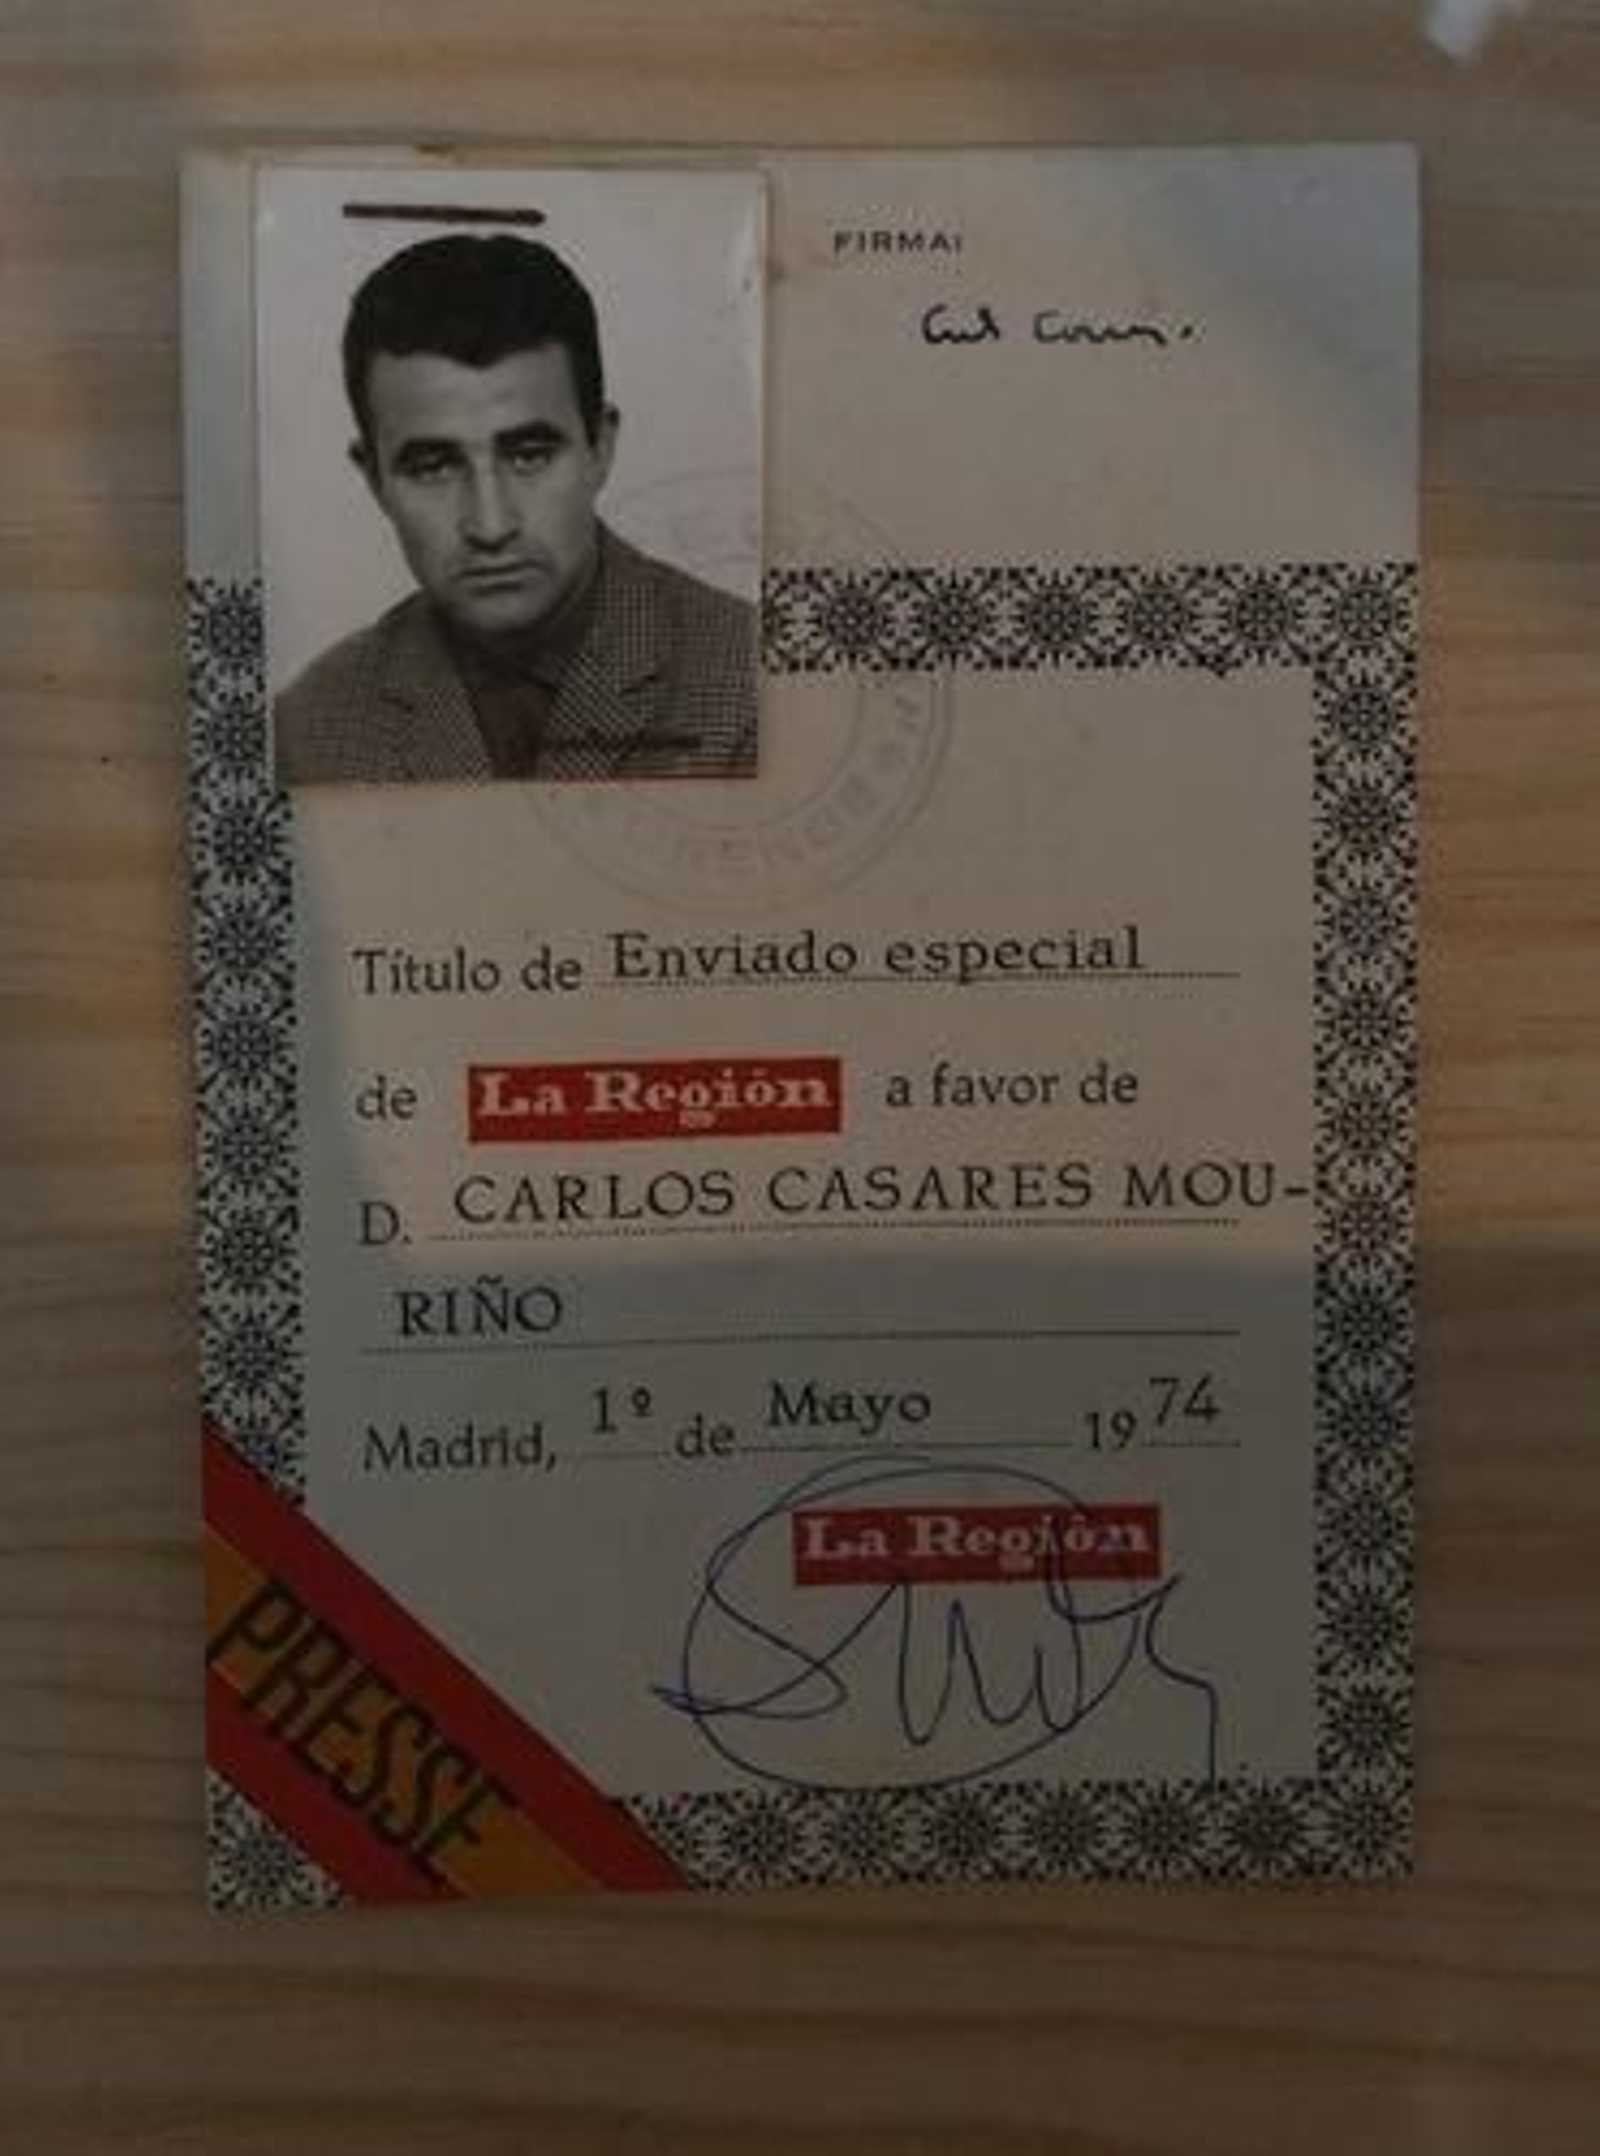 FIRMA:
Título de Enviado especial
de La Región a favor de
D. CARLOS CASARES MOU-
RIÑO
Madrid, 1º de Mayo 1974
La Región
PRESSE